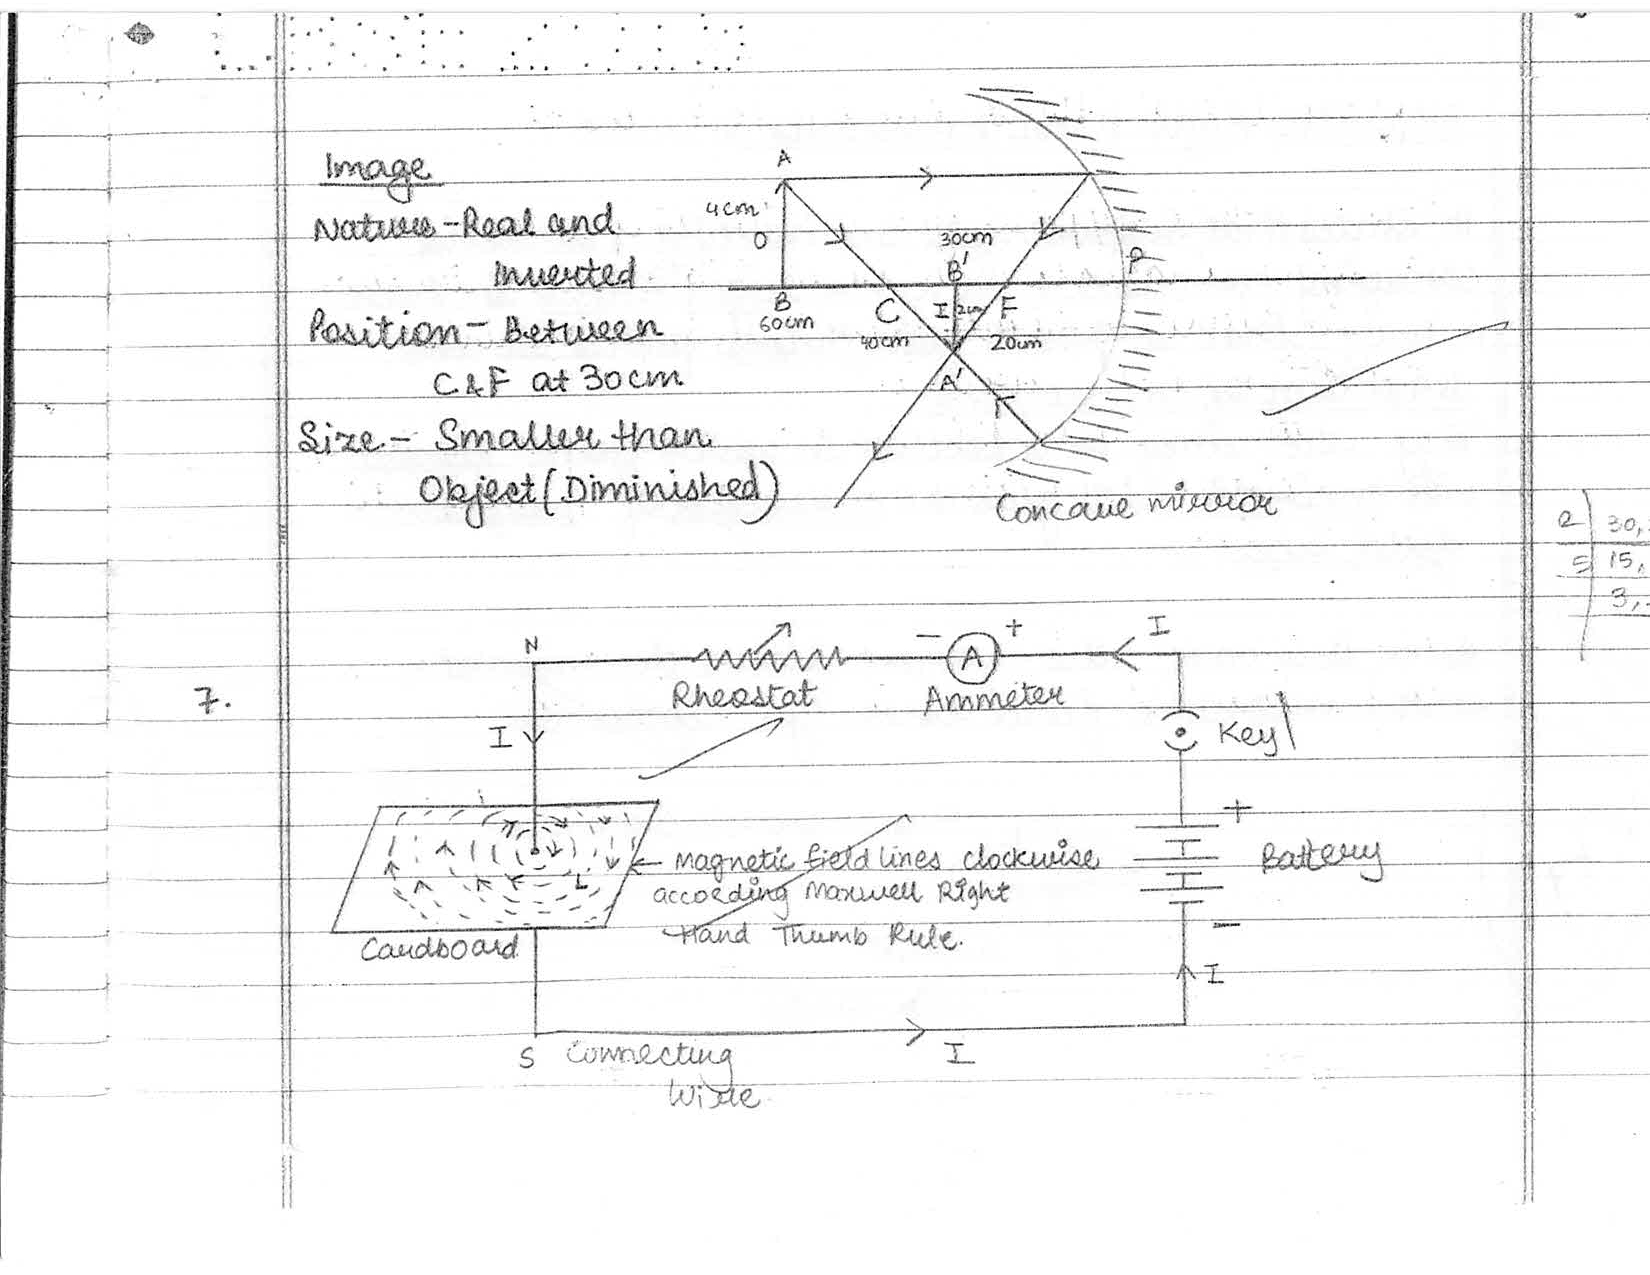 Image
Nature - Real and
Inverted
Position - Between
C & F at 30cm
Size - Smaller than
Object (Diminished)
A
4cm
O
30cm
B'
P
B
60cm
C
I 2cm F
40cm
20cm
A'
Concave mirror
2 30,
5 15,
3,
7.
N
- A +
I
Rheostat
Ammeter
I
Key
+
Magnetic field lines clockwise
according Maxwell Right
Hand Thumb Rule.
Battery
-
Cardboard
I
S Connecting
Wire
I